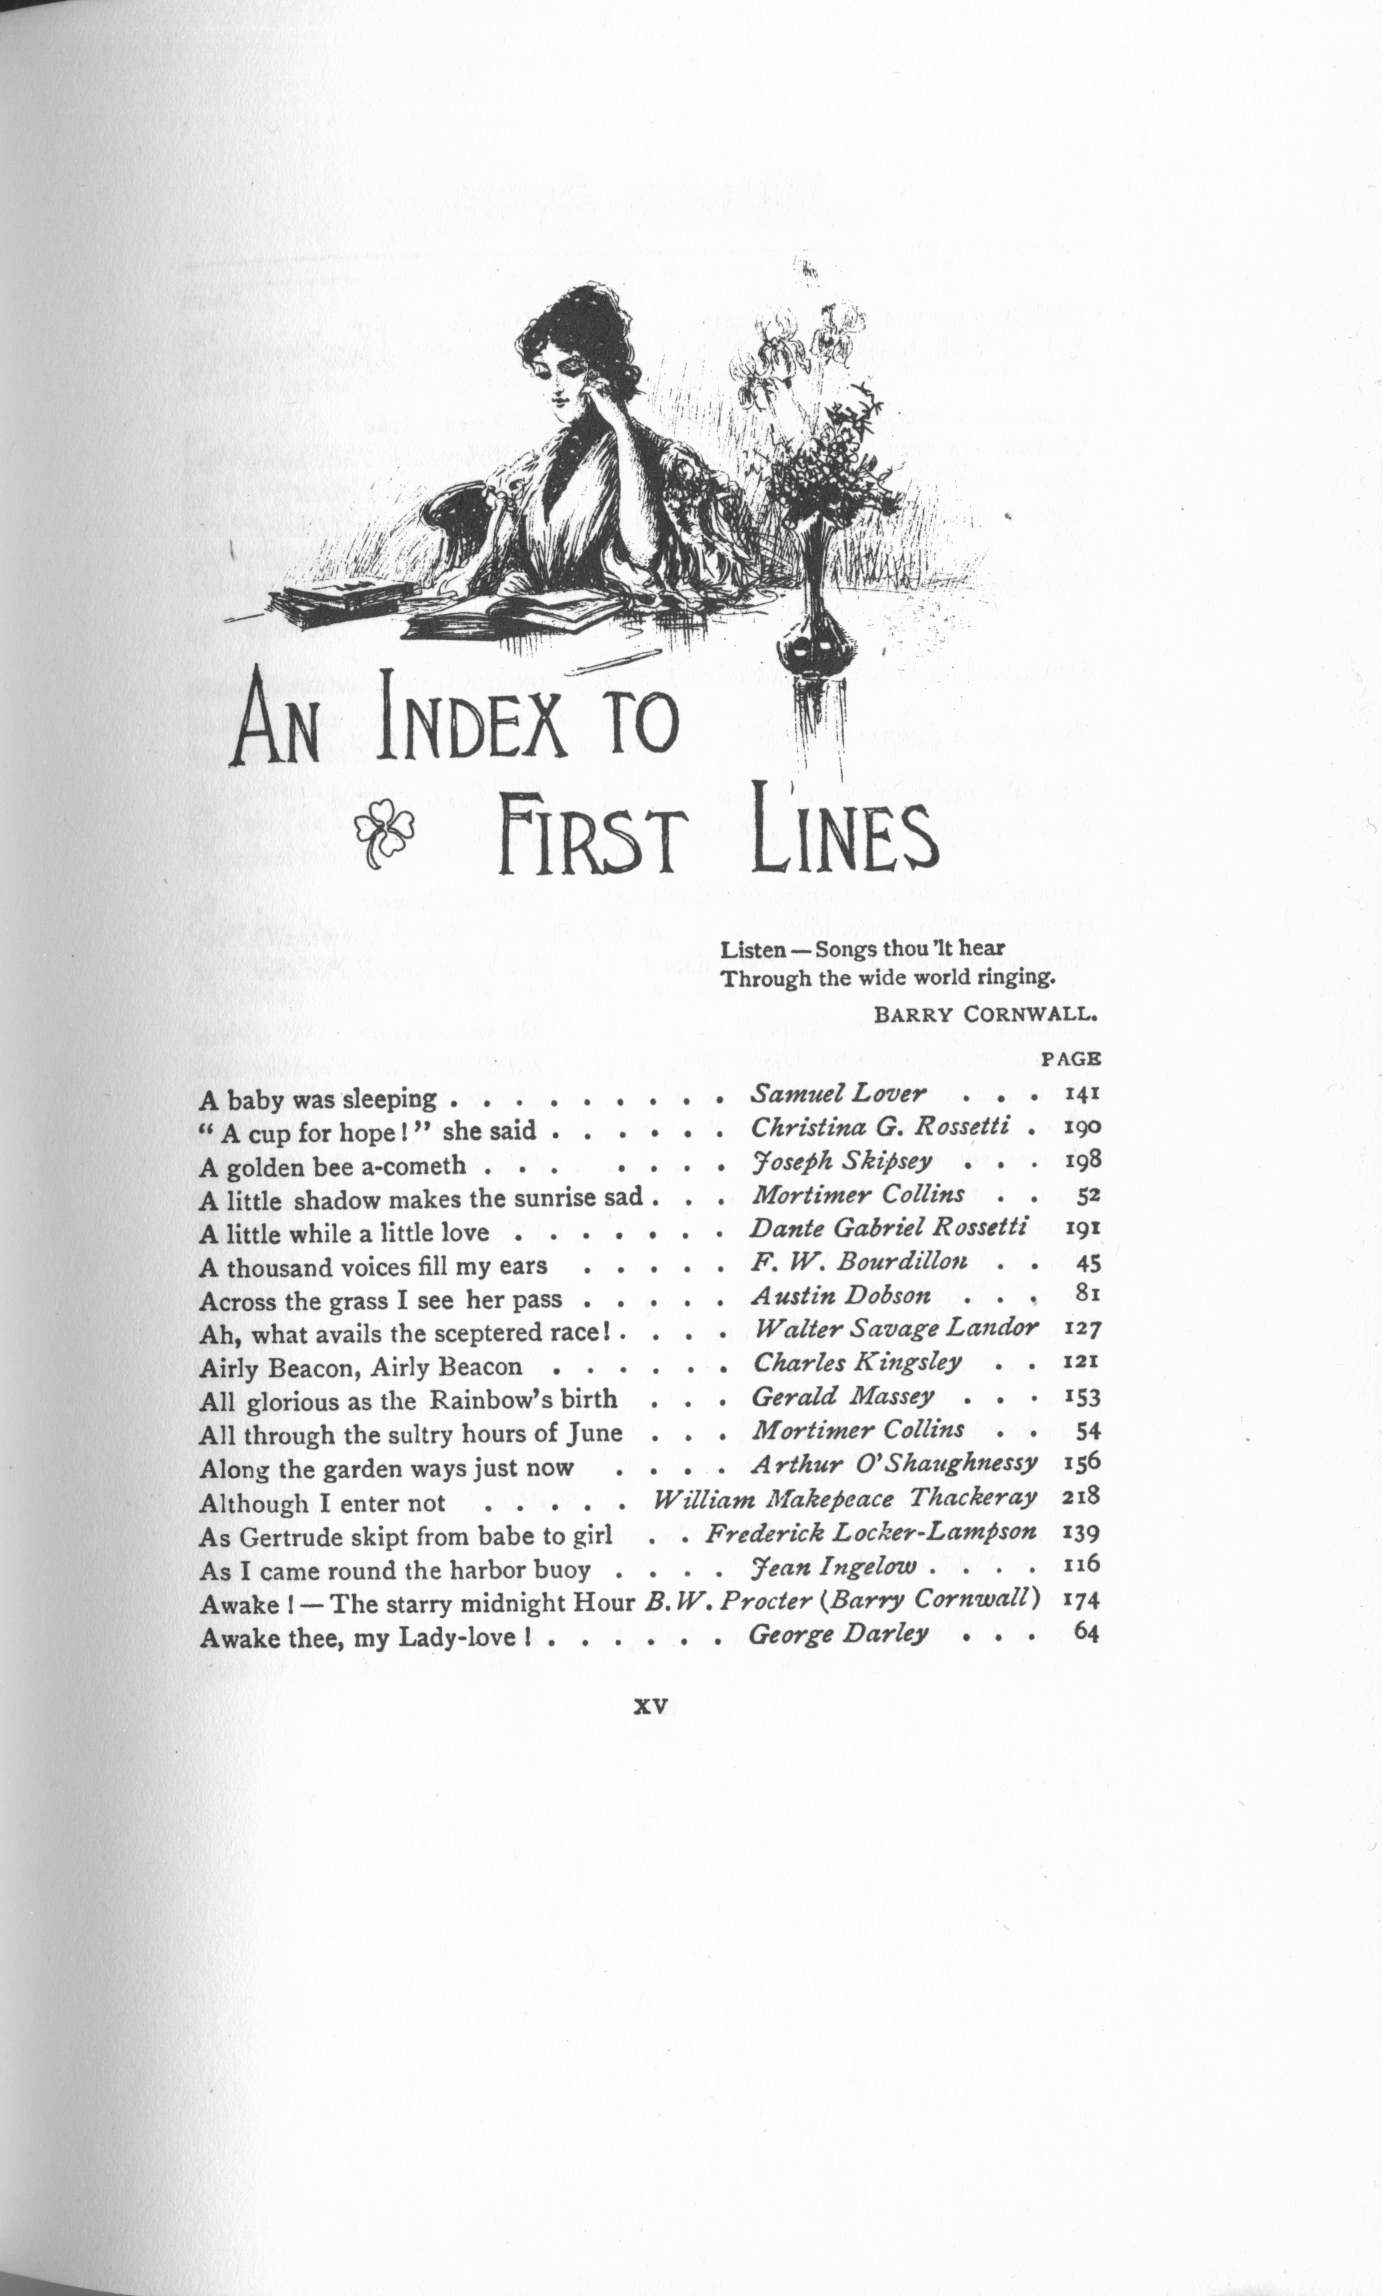 AN INDEX TO
FIRST LINES
Listen — Songs thou 'lt hear
Through the wide world ringing.
BARRY CORNWALL.
PAGE
A baby was sleeping . . . . . . . . . Samuel Lover . . . 141
“ A cup for hope ! ” she said . . . . . . Christina G. Rossetti . 190
A golden bee a-cometh . . . . . . . Joseph Skipsey . . . 198
A little shadow makes the sunrise sad . . . Mortimer Collins . . 52
A little while a little love . . . . . . . Dante Gabriel Rossetti 191
A thousand voices fill my ears . . . . . F. W. Bourdillon . . 45
Across the grass I see her pass . . . . . Austin Dobson . . . 81
Ah, what avails the sceptered race! . . . . Walter Savage Landor 127
Airly Beacon, Airly Beacon . . . . . . Charles Kingsley . . 121
All glorious as the Rainbow's birth . . . Gerald Massey . . . 153
All through the sultry hours of June . . . Mortimer Collins . . 54
Along the garden ways just now . . . . Arthur O'Shaughnessy 156
Although I enter not . . . . . William Makepeace Thackeray 218
As Gertrude skipt from babe to girl . . Frederick Locker-Lampson 139
As I came round the harbor buoy . . . . Jean Ingelow . . . . 116
Awake ! — The starry midnight Hour B. W. Procter (Barry Cornwall) 174
Awake thee, my Lady-love ! . . . . . . George Darley . . . 64
xv